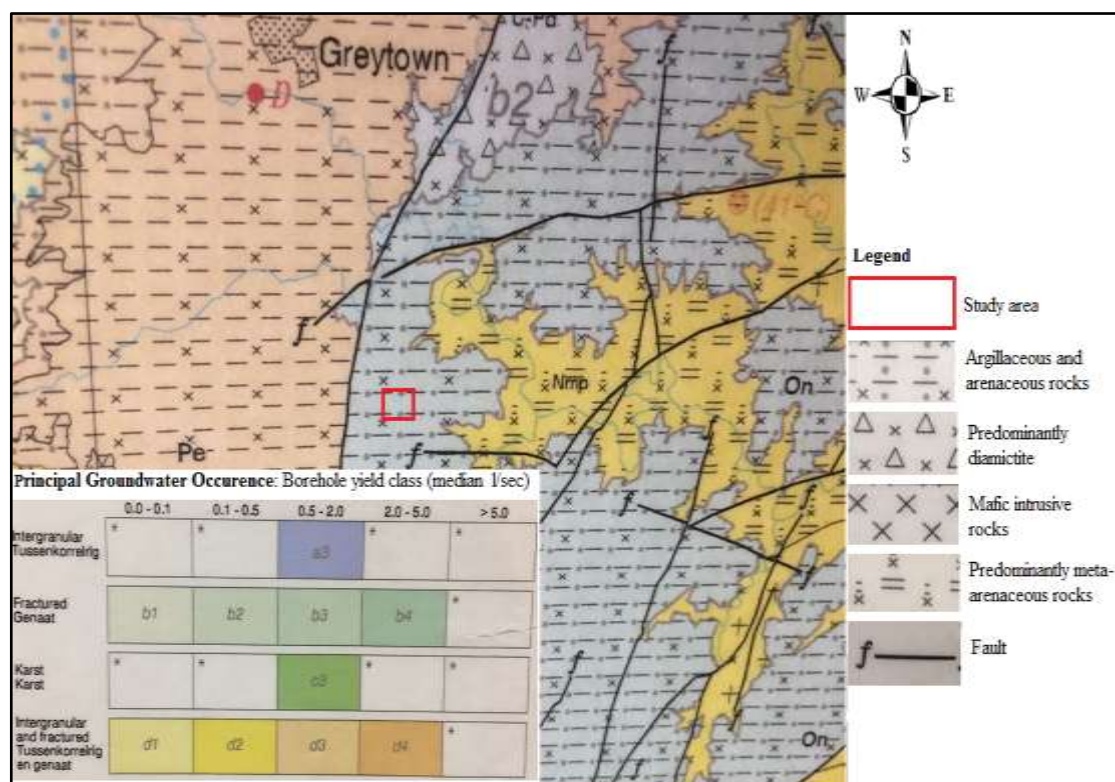 C-Pd
f
Greytown
b2
D
N
W
E
S
f
Nmp
On
f
Pe
f
f
f
f
f
f
On
Legend
Study area
Argillaceous and
arenaceous rocks
Predominantly
diamictite
Mafic intrusive
rocks
Predominantly meta-
arenaceous rocks
f
Fault
Principal Groundwater Occurence: Borehole yield class (median 1/sec)
0.0 - 0.1 0.1 - 0.5 0.5 - 2.0 2.0 - 5.0 > 5.0
Intergranular
Tussenkorrelrig
* * a3 * *
Fractured
Genaat
b1 b2 b3 b4 *
Karst
Karst
* * c3 * *
Intergranular
and fractured
Tussenkorrelrig
en genaat
d1 d2 d3 d4 *